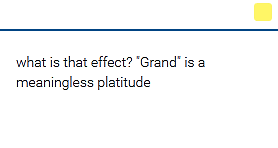 what is that effect? "Grand" is a
meaningless platitude